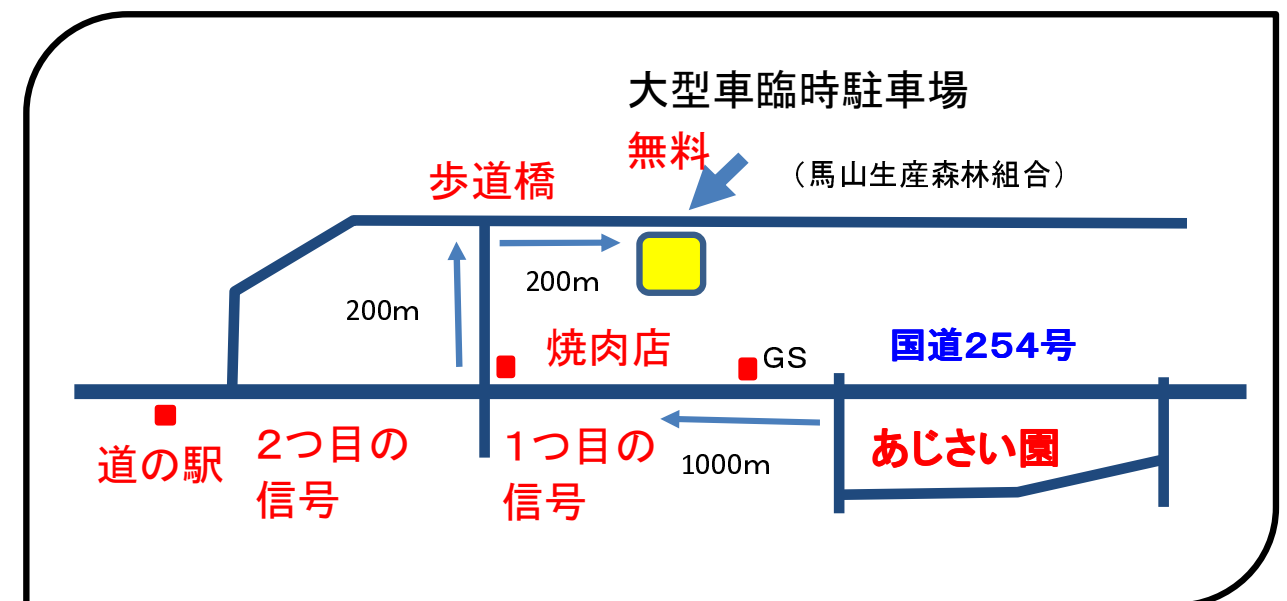 大型車臨時駐車場
無料
（馬山生産森林組合）
歩道橋
200m
200m
焼肉店
GS
国道254号
道の駅
２つ目の
信号
１つ目の
信号
1000m
あじさい園